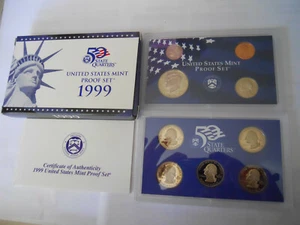 50
STATE
QUARTERS
UNITED STATES MINT
PROOF SET
1999
UNITED STATES MINT
PROOF SET
Certificate of Authenticity
1999 United States Mint Proof Set
50
STATE
QUARTERS